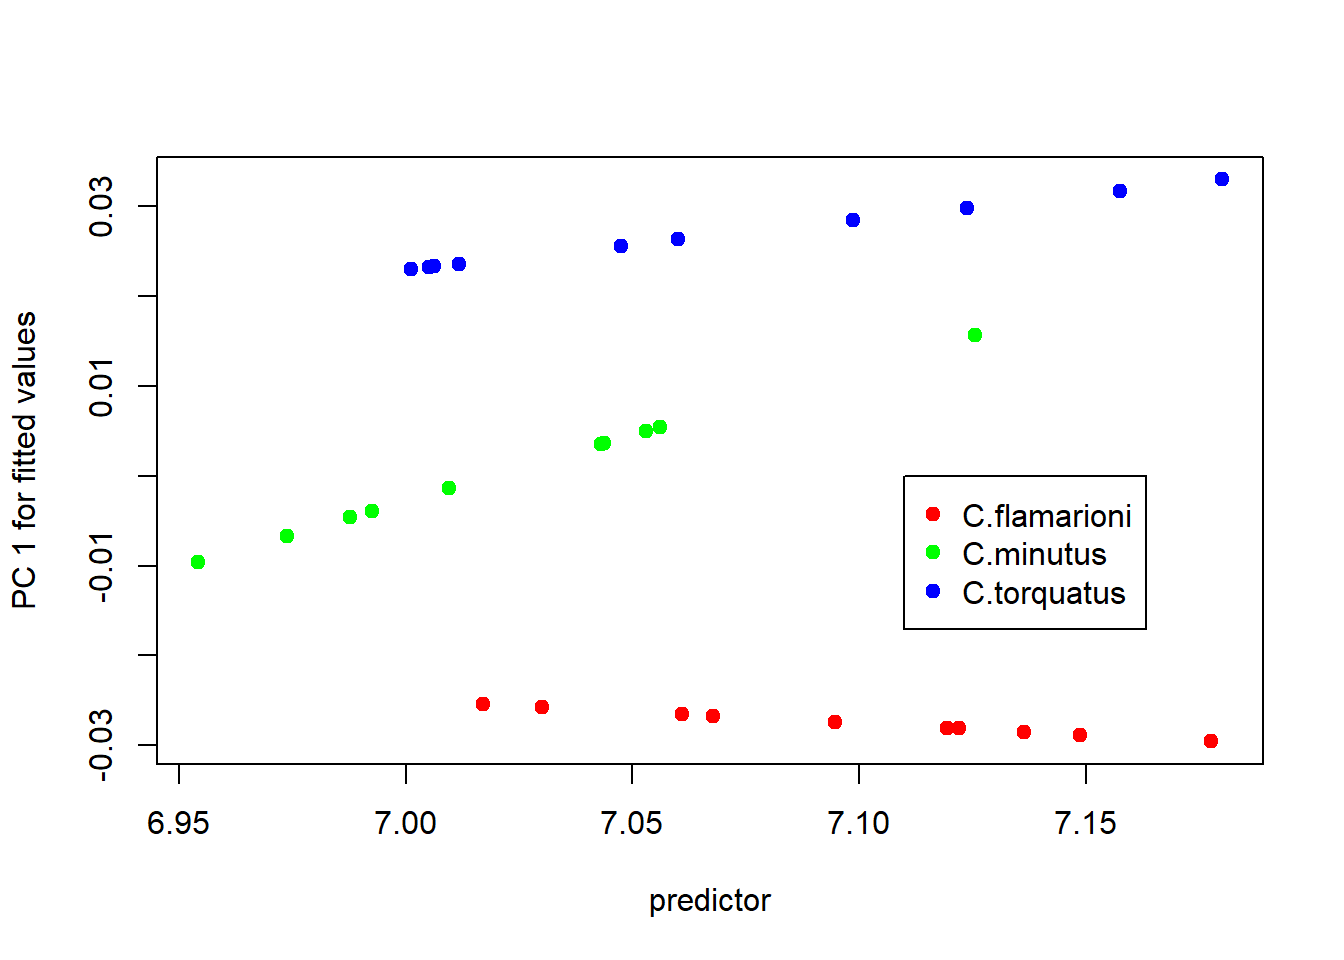 PC 1 for fitted values
0.03
0.01
-0.01
-0.03
C.flamarioni
C.minutus
C.torquatus
6.95
7.00
7.05
7.10
7.15
predictor